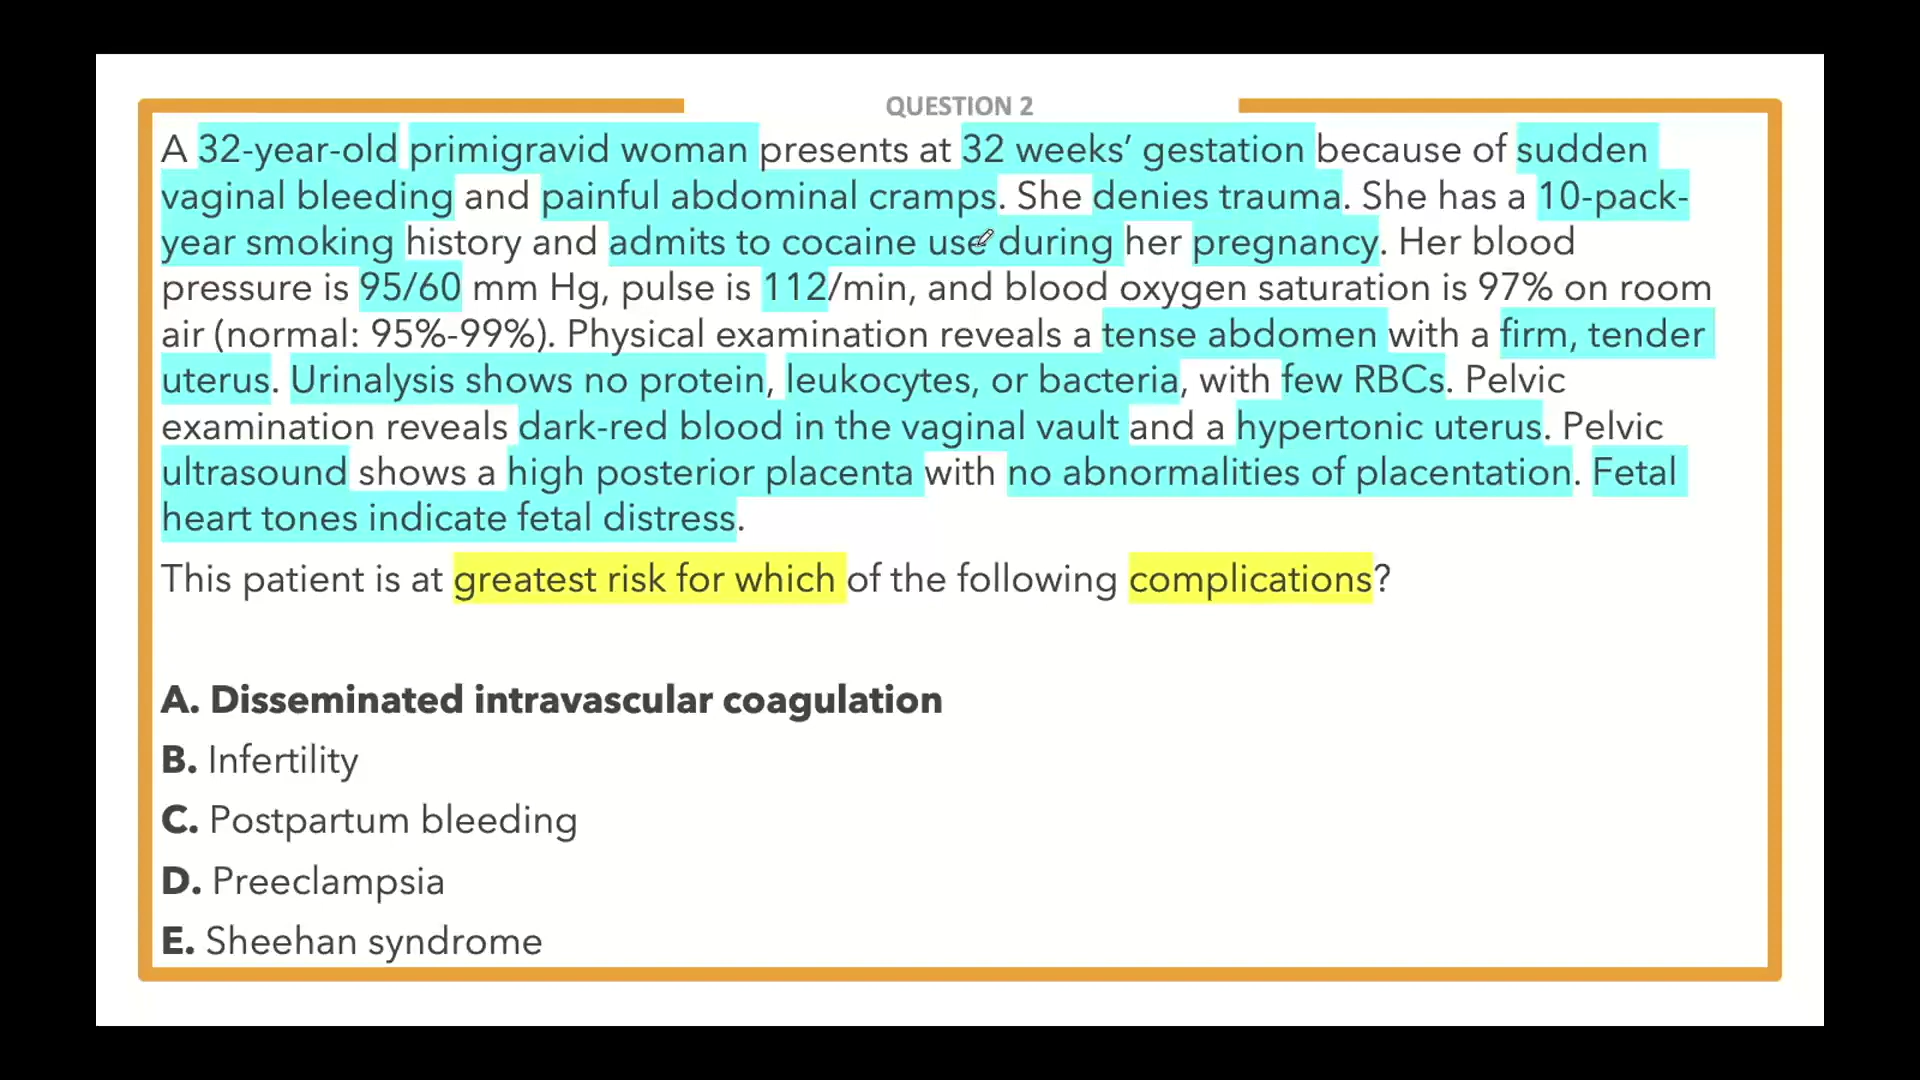 QUESTION 2
A 32-year-old primigravid woman presents at 32 weeks’ gestation because of sudden
vaginal bleeding and painful abdominal cramps. She denies trauma. She has a 10-pack-
year smoking history and admits to cocaine use during her pregnancy. Her blood
pressure is 95/60 mm Hg, pulse is 112/min, and blood oxygen saturation is 97% on room
air (normal: 95%-99%). Physical examination reveals a tense abdomen with a firm, tender
uterus. Urinalysis shows no protein, leukocytes, or bacteria, with few RBCs. Pelvic
examination reveals dark-red blood in the vaginal vault and a hypertonic uterus. Pelvic
ultrasound shows a high posterior placenta with no abnormalities of placentation. Fetal
heart tones indicate fetal distress.
This patient is at greatest risk for which of the following complications?
A. Disseminated intravascular coagulation
B. Infertility
C. Postpartum bleeding
D. Preeclampsia
E. Sheehan syndrome